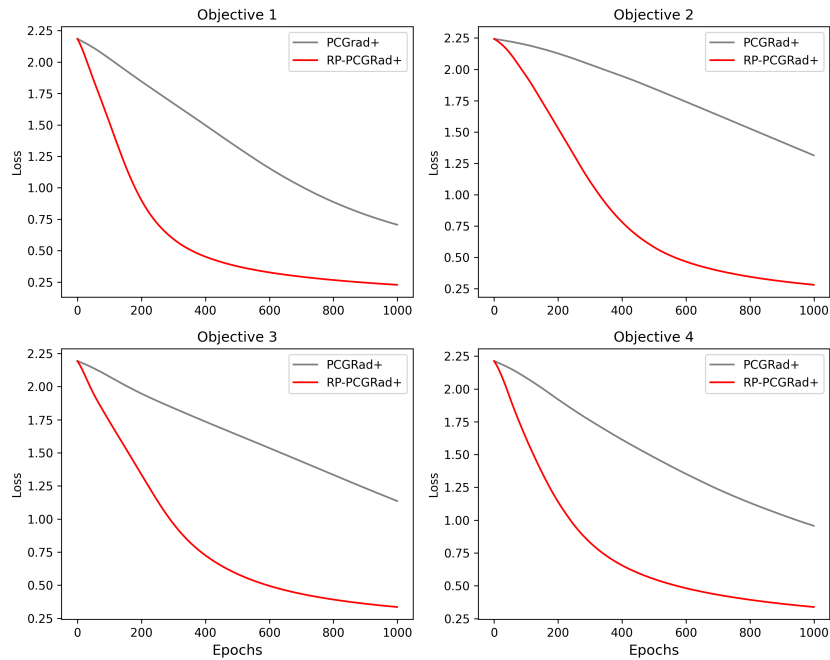 Objective 1
2.25
2.00
1.75
1.50
1.25
1.00
0.75
0.50
0.25
Loss
PCGrad+
RP-PCGrad+
0 200 400 600 800 1000
Objective 2
2.25
2.00
1.75
1.50
1.25
1.00
0.75
0.50
0.25
Loss
PCGrad+
RP-PCGrad+
0 200 400 600 800 1000
Objective 3
2.25
2.00
1.75
1.50
1.25
1.00
0.75
0.50
0.25
Loss
PCGrad+
RP-PCGrad+
0 200 400 600 800 1000
Epochs
Objective 4
2.25
2.00
1.75
1.50
1.25
1.00
0.75
0.50
0.25
Loss
PCGrad+
RP-PCGrad+
0 200 400 600 800 1000
Epochs